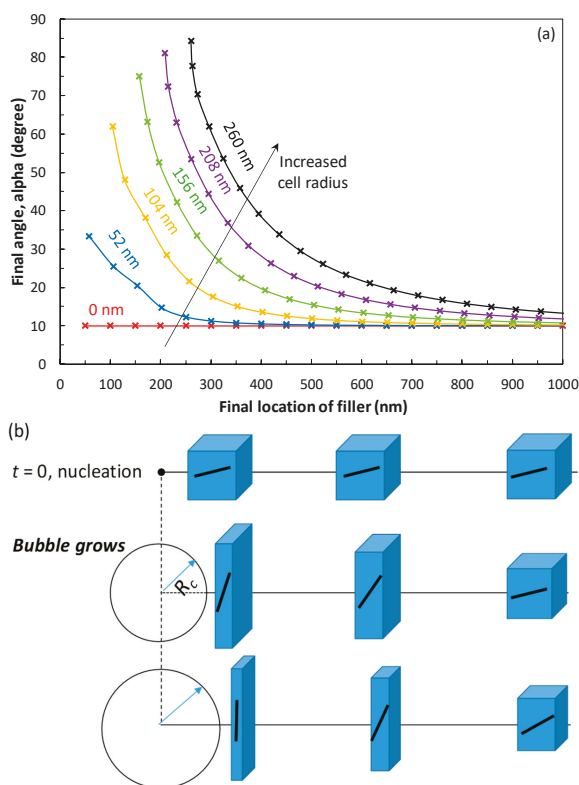 (a)
90
80
70
60
50
40
30
20
10
0
Final angle, alpha (degree)
0 nm
52 nm
104 nm
156 nm
208 nm
260 nm
Increased
cell radius
0 100 200 300 400 500 600 700 800 900 1000
Final location of filler (nm)
(b)
t = 0, nucleation
Bubble grows
Rc